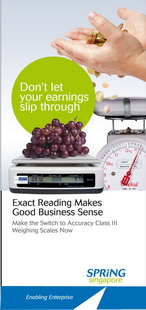 Don't let
your earnings
slip through
Exact Reading Makes
Good Business Sense
Make the Switch to Accuracy Class III
Weighing Scales Now
SPRING
singapore
Enabling Enterprise